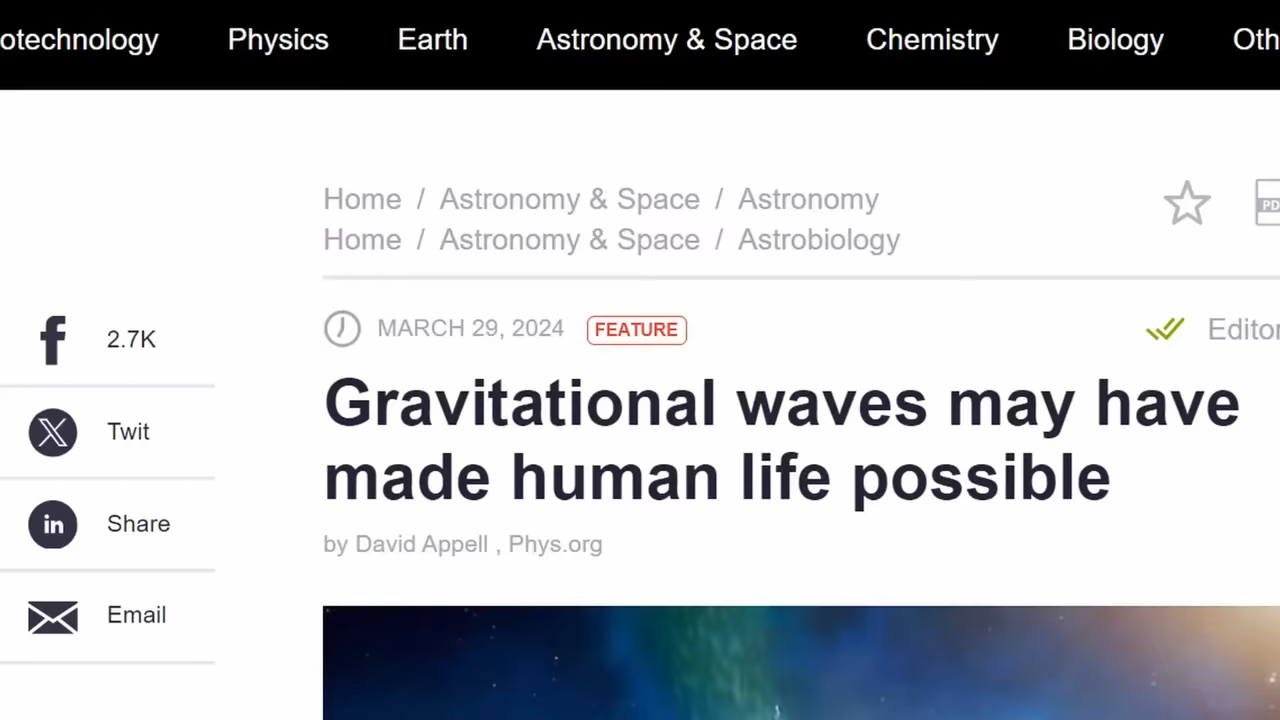 otechnology Physics Earth Astronomy & Space Chemistry Biology Oth
Home / Astronomy & Space / Astronomy
Home / Astronomy & Space / Astrobiology
PD
MARCH 29, 2024 FEATURE
Editor
Gravitational waves may have
made human life possible
by David Appell , Phys.org
2.7K
Twit
in Share
Email